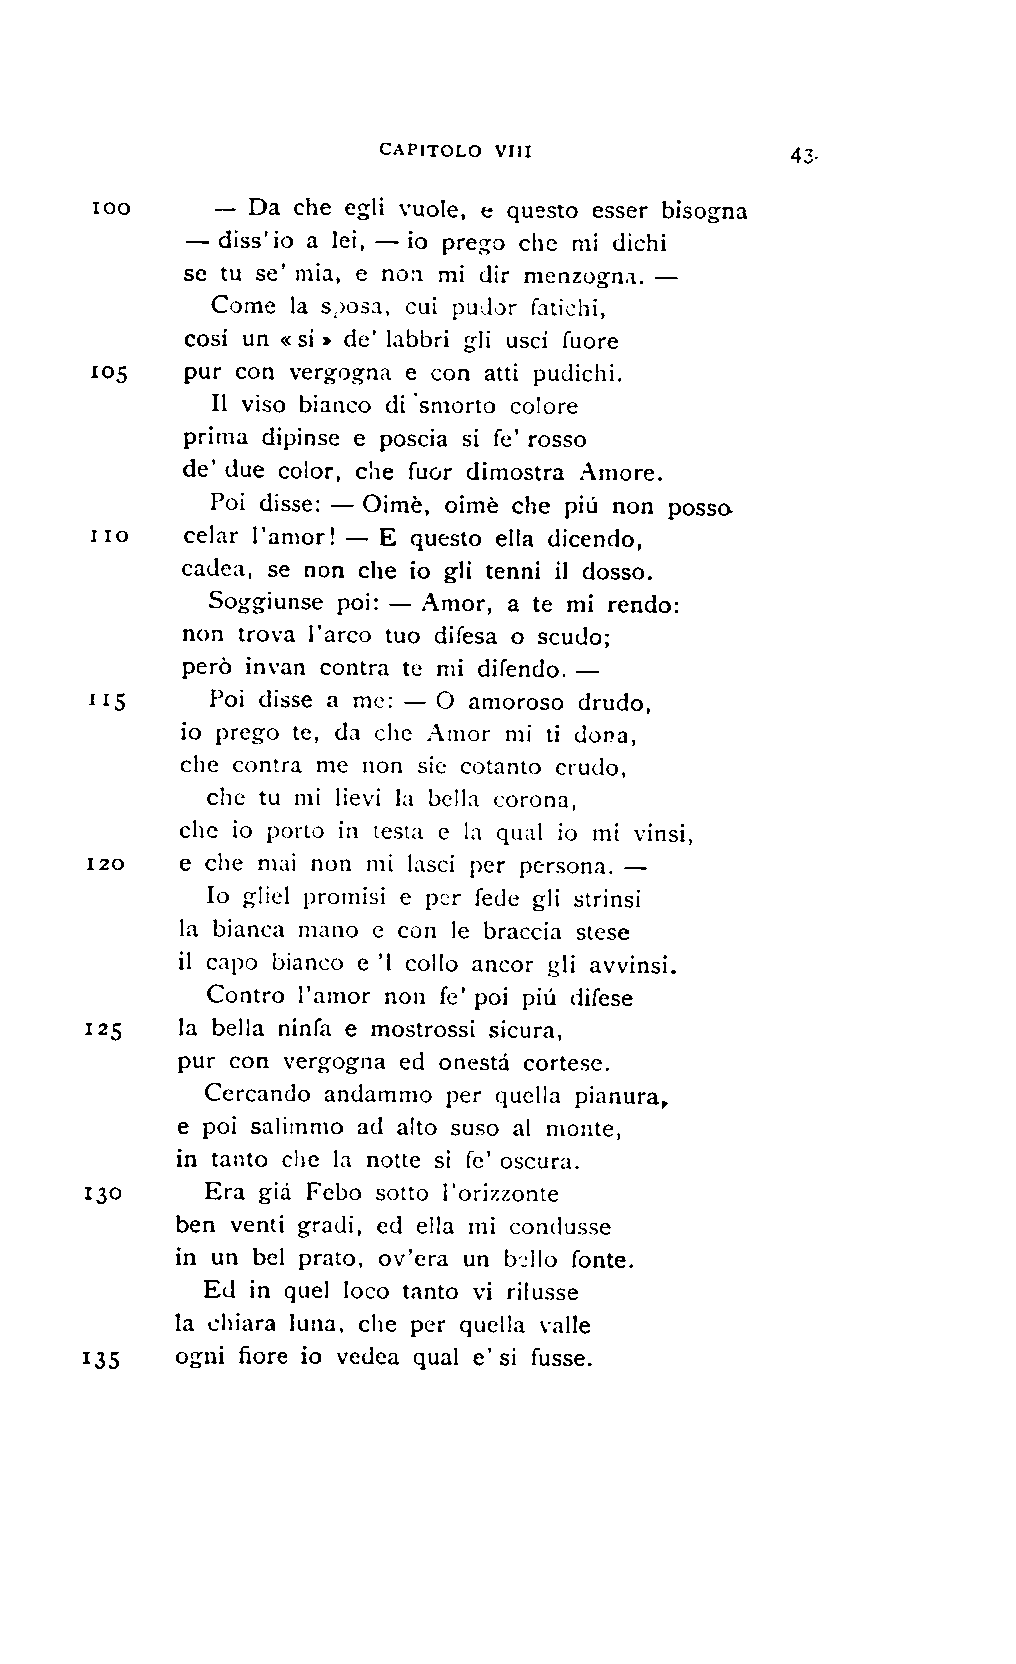 CAPITOLO VIII 43
100 — Da che egli vuole, e questo esser bisogna
— diss'io a lei, — io prego che mi dichi
se tu se' mia, e non mi dir menzogna. —
Come la sposa, cui pudor fatichi,
cosí un « sí » de' labbri gli uscí fuore
105 pur con vergogna e con atti pudichi.
Il viso bianco di smorto colore
prima dipinse e poscia si fe' rosso
de' due color, che fuor dimostra Amore.
Poi disse: — Oimè, oimè che piú non posso
110 celar l'amor! — E questo ella dicendo,
cadea, se non che io gli tenni il dosso.
Soggiunse poi: — Amor, a te mi rendo:
non trova l'arco tuo difesa o scudo;
però invan contra te mi difendo. —
115 Poi disse a me: — O amoroso drudo,
io prego te, da che Amor mi ti dona,
che contra me non sie cotanto crudo,
che tu mi lievi la bella corona,
che io porto in testa e la qual io mi vinsi,
120 e che mai non mi lasci per persona. —
Io gliel promisi e per fede gli strinsi
la bianca mano e con le braccia stese
il capo bianco e 'l collo ancor gli avvinsi.
Contro l'amor non fe' poi piú difese
125 la bella ninfa e mostrossi sicura,
pur con vergogna ed onestá cortese.
Cercando andammo per quella pianura,
e poi salimmo ad alto suso al monte,
in tanto che la notte si fe' oscura.
130 Era giá Febo sotto l'orizzonte
ben venti gradi, ed ella mi condusse
in un bel prato, ov'era un bello fonte.
Ed in quel loco tanto vi rilusse
la chiara luna, che per quella valle
135 ogni fiore io vedea qual e' si fusse.